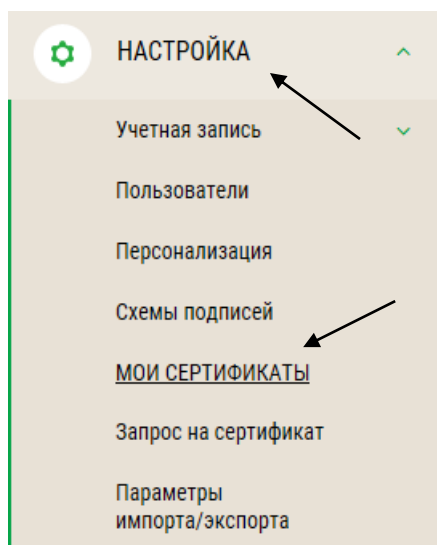 НАСТРОЙКА
Учетная запись
Пользователи
Персонализация
Схемы подписей
МОИ СЕРТИФИКАТЫ
Запрос на сертификат
Параметры
импорта/экспорта